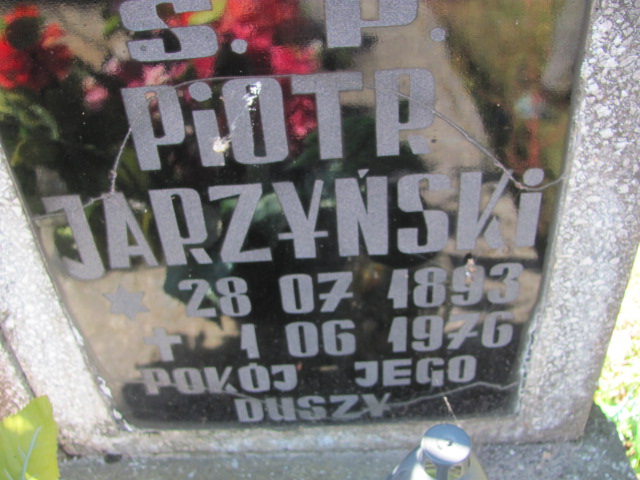 Ś. P.
PiOTR
JARZYŃSKi
28 07 1893
1 06 1976
POKÓJ JEGO
DUSZY